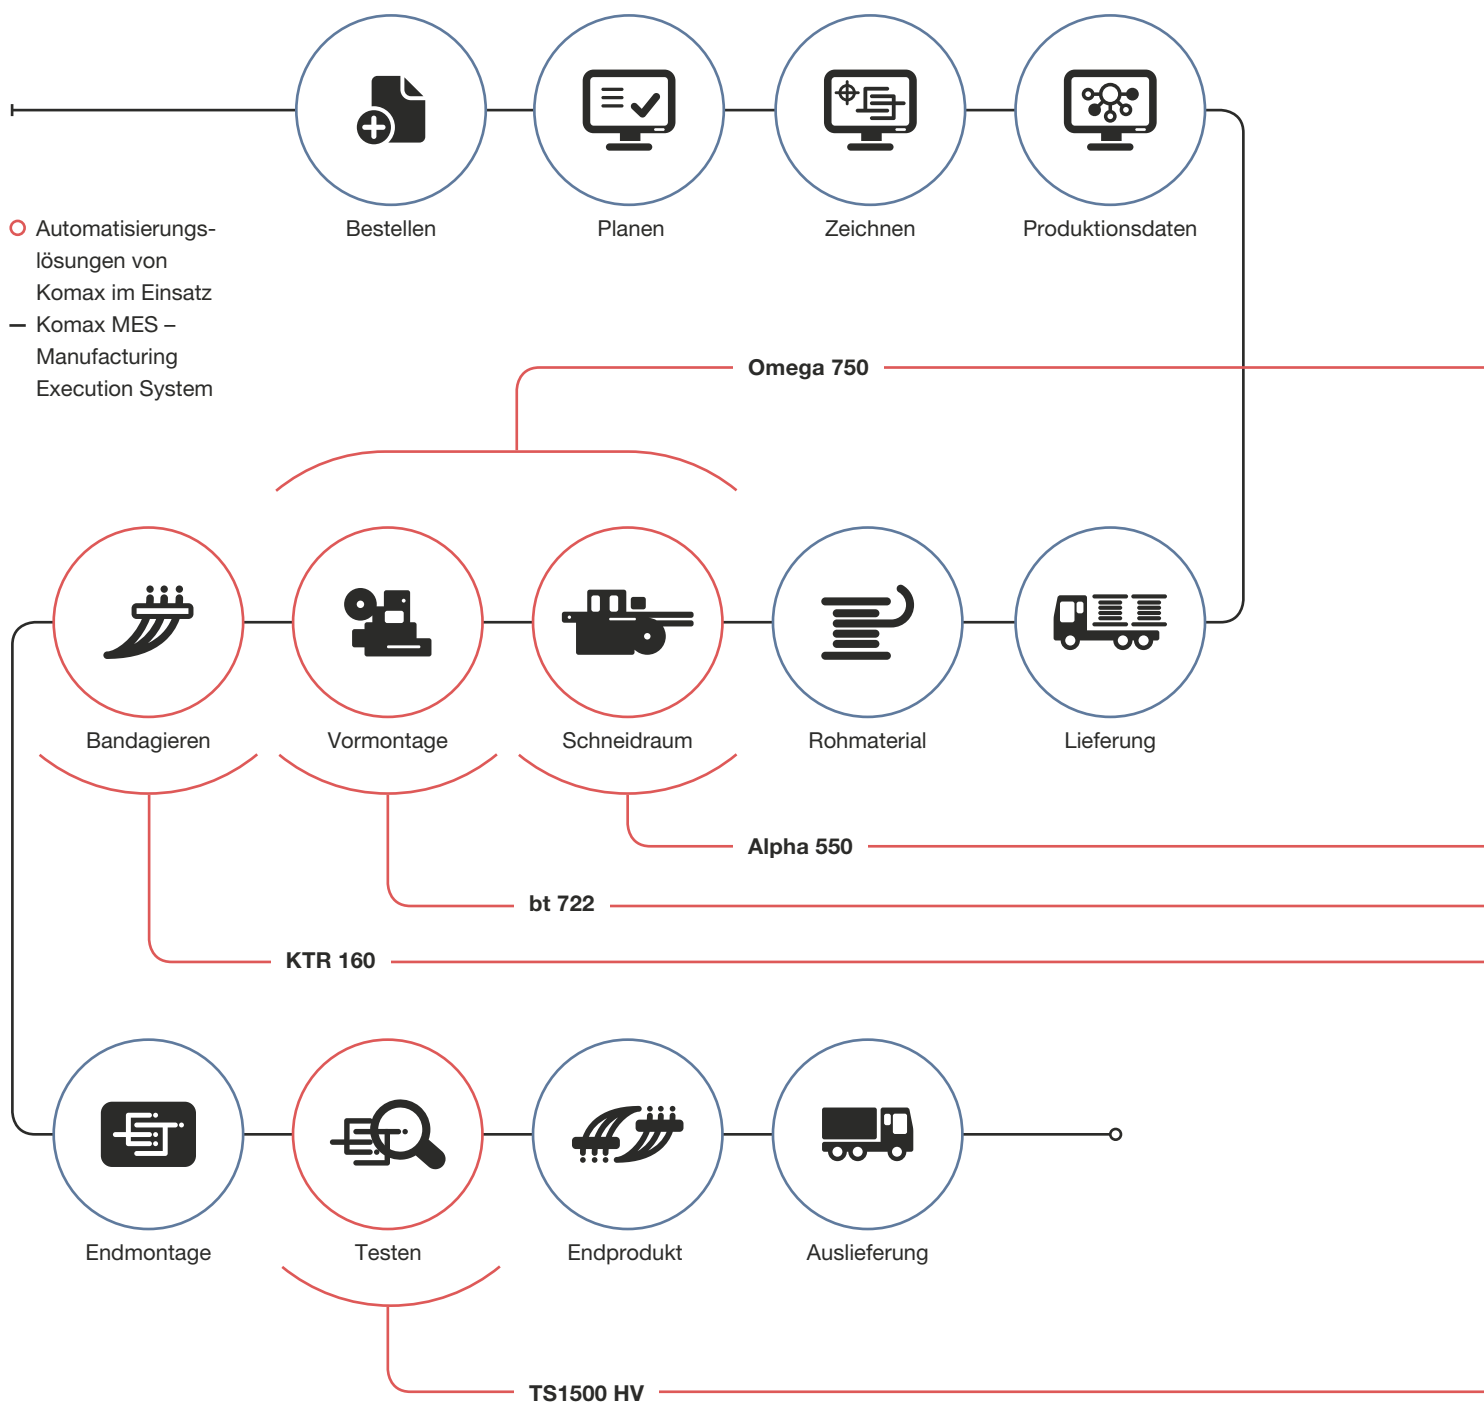 Bestellen
Planen
Zeichnen
Produktionsdaten
Automatisierungs-
lösungen von
Komax im Einsatz
Komax MES –
Manufacturing
Execution System
Omega 750
Bandagieren
Vormontage
Schneidraum
Rohmaterial
Lieferung
Alpha 550
bt 722
KTR 160
Endmontage
Testen
Endprodukt
Auslieferung
TS1500 HV